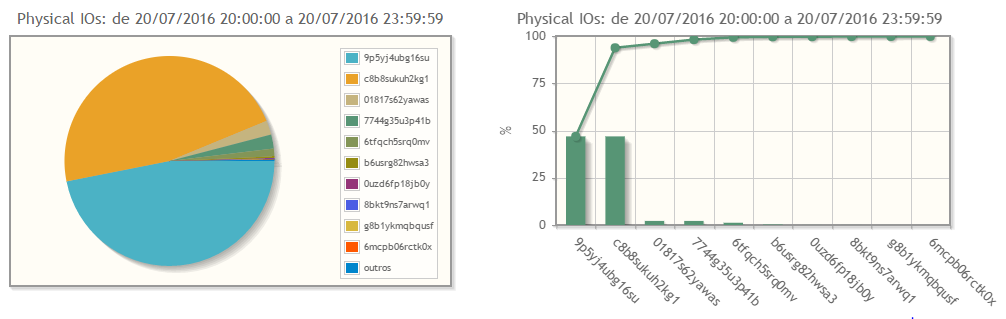 Physical IOs: de 20/07/2016 20:00:00 a 20/07/2016 23:59:59
9p5yj4ubg16su
c8b8sukuh2kg1
01817s62yawas
7744g35u3p41b
6tfqch5srq0mv
b6usrg82hwsa3
0uzd6fp18jb0y
8bkt9ns7arwq1
g8b1ykmqbqusf
6mcpb06rctk0x
outros
Physical IOs: de 20/07/2016 20:00:00 a 20/07/2016 23:59:59
100
75
50
25
0
%
9p5yj4ubg16su
c8b8sukuh2kg1
01817s62yawas
7744g35u3p41b
6tfqch5srq0mv
b6usrg82hwsa3
0uzd6fp18jb0y
8bkt9ns7arwq1
g8b1ykmqbqusf
6mcpb06rctk0x